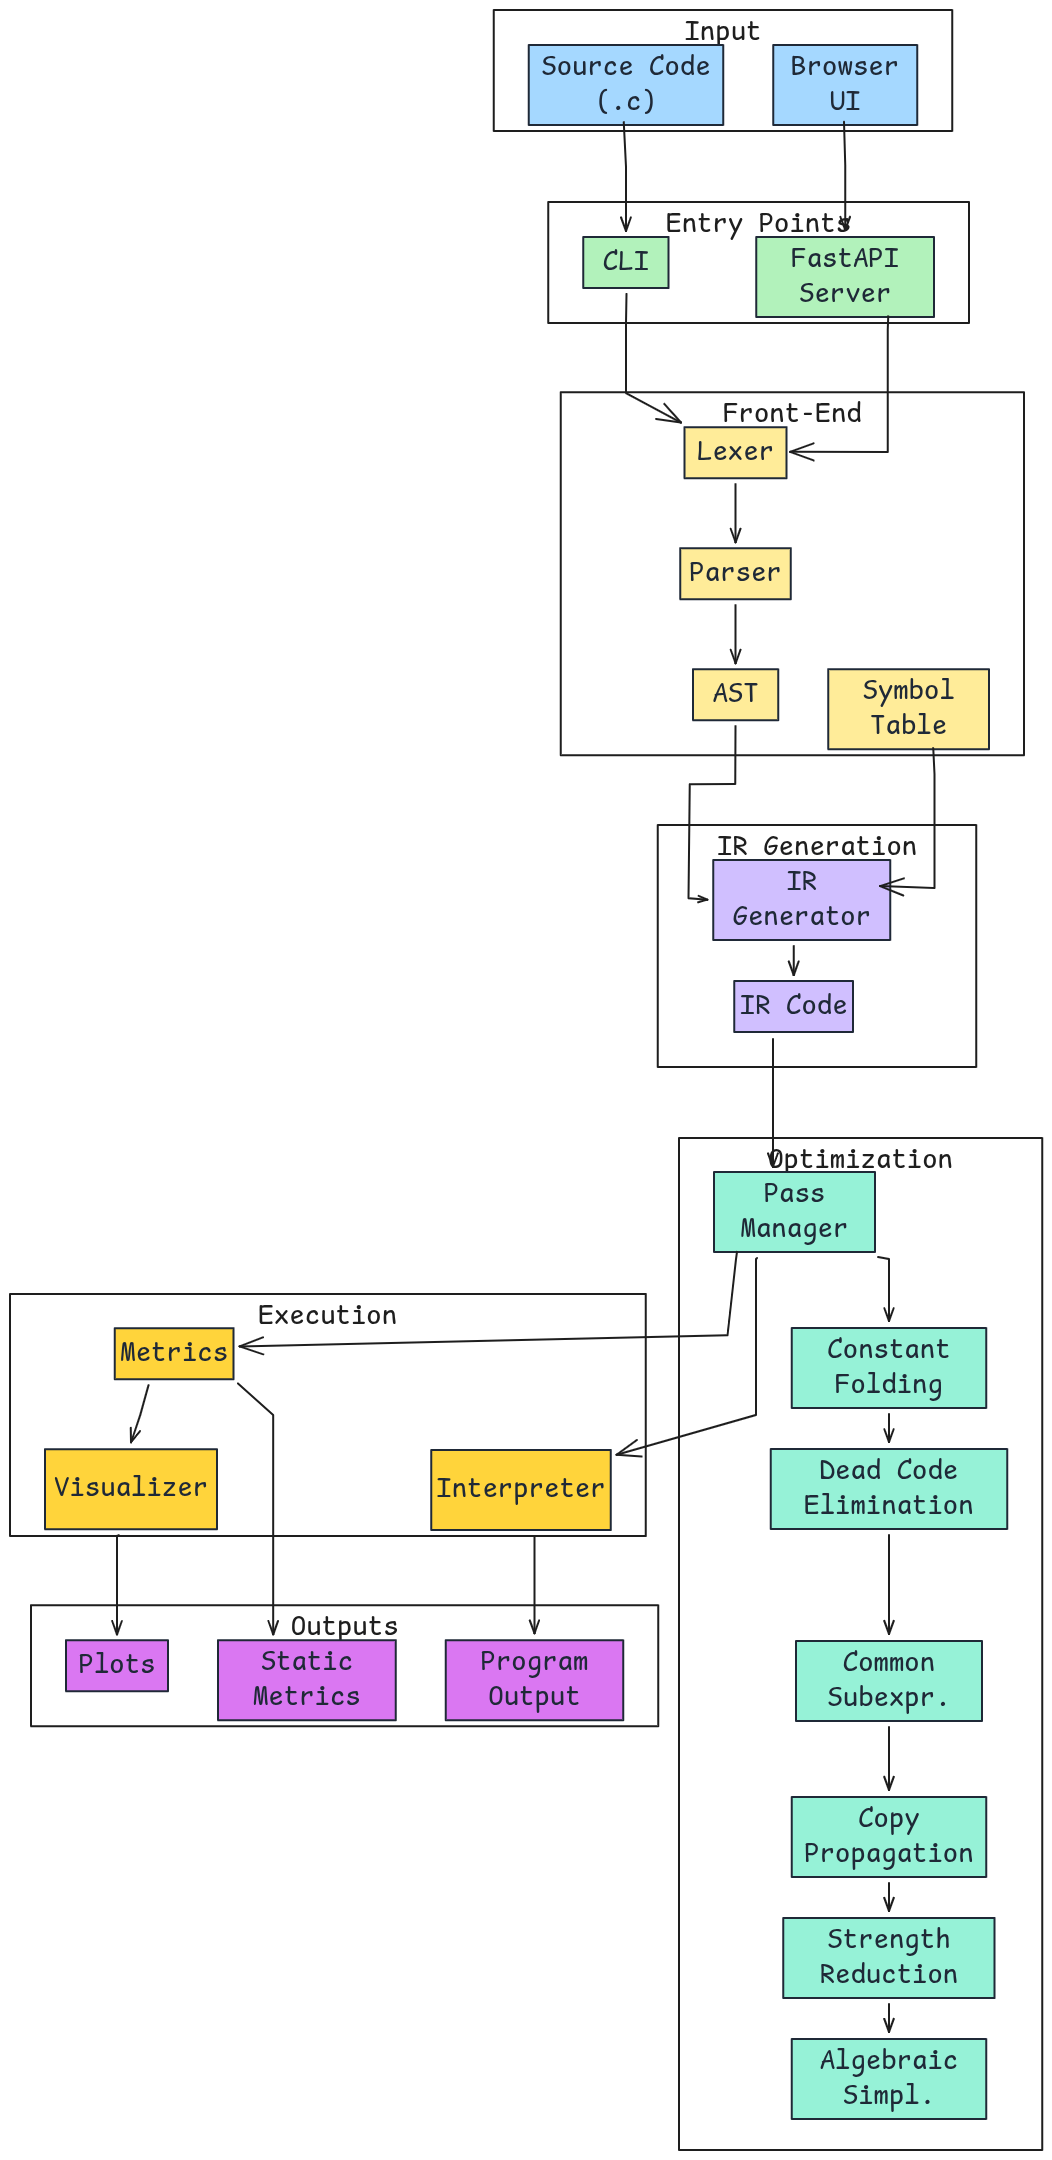 Input
Source Code
(.c)
Browser
UI
Entry Points
CLI
FastAPI
Server
Front-End
Lexer
Parser
AST
Symbol
Table
IR Generation
IR
Generator
IR Code
Optimization
Pass
Manager
Execution
Metrics
Constant
Folding
Visualizer
Interpreter
Dead Code
Elimination
Outputs
Plots
Static
Metrics
Program
Output
Common
Subexpr.
Copy
Propagation
Strength
Reduction
Algebraic
Simpl.